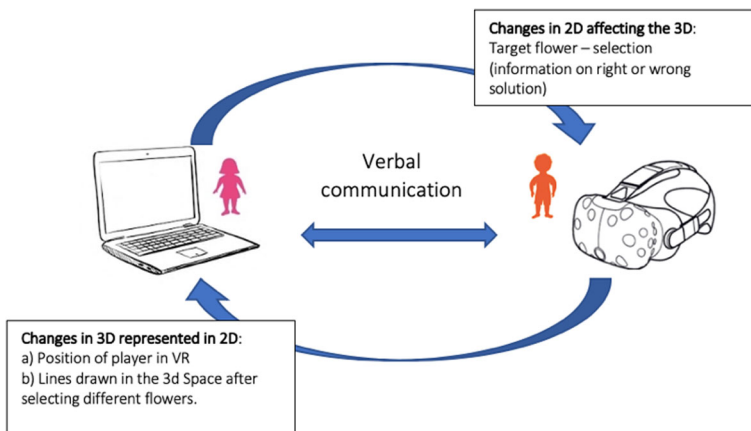 Changes in 2D affecting the 3D:
Target flower – selection
(information on right or wrong
solution)
Verbal
communication
Changes in 3D represented in 2D:
a) Position of player in VR
b) Lines drawn in the 3d Space after
selecting different flowers.